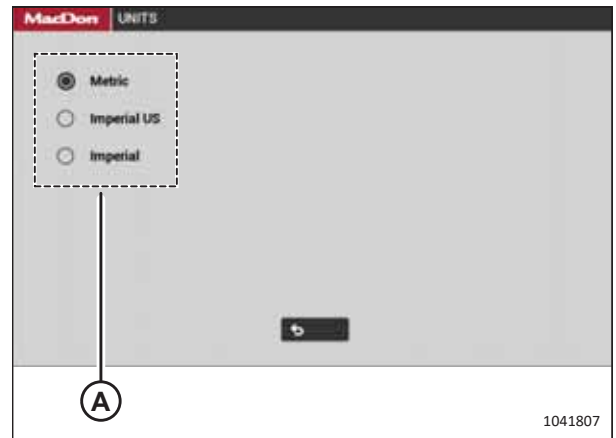 MacDon UNITS
Metric
Imperial US
Imperial
A
1041807